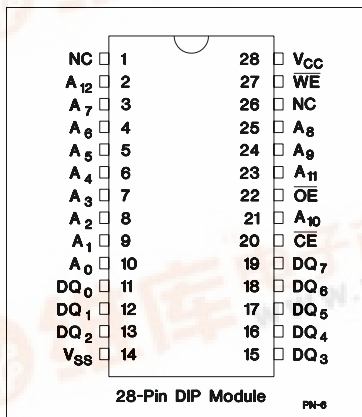 NC 1 28 VCC
A12 2 27 WE
A7 3 26 NC
A6 4 25 A8
A5 5 24 A9
A4 6 23 A11
A3 7 22 OE
A2 8 21 A10
A1 9 20 CE
A0 10 19 DQ7
DQ0 11 18 DQ6
DQ1 12 17 DQ5
DQ2 13 16 DQ4
VSS 14 15 DQ3
28-Pin DIP Module
PN-6